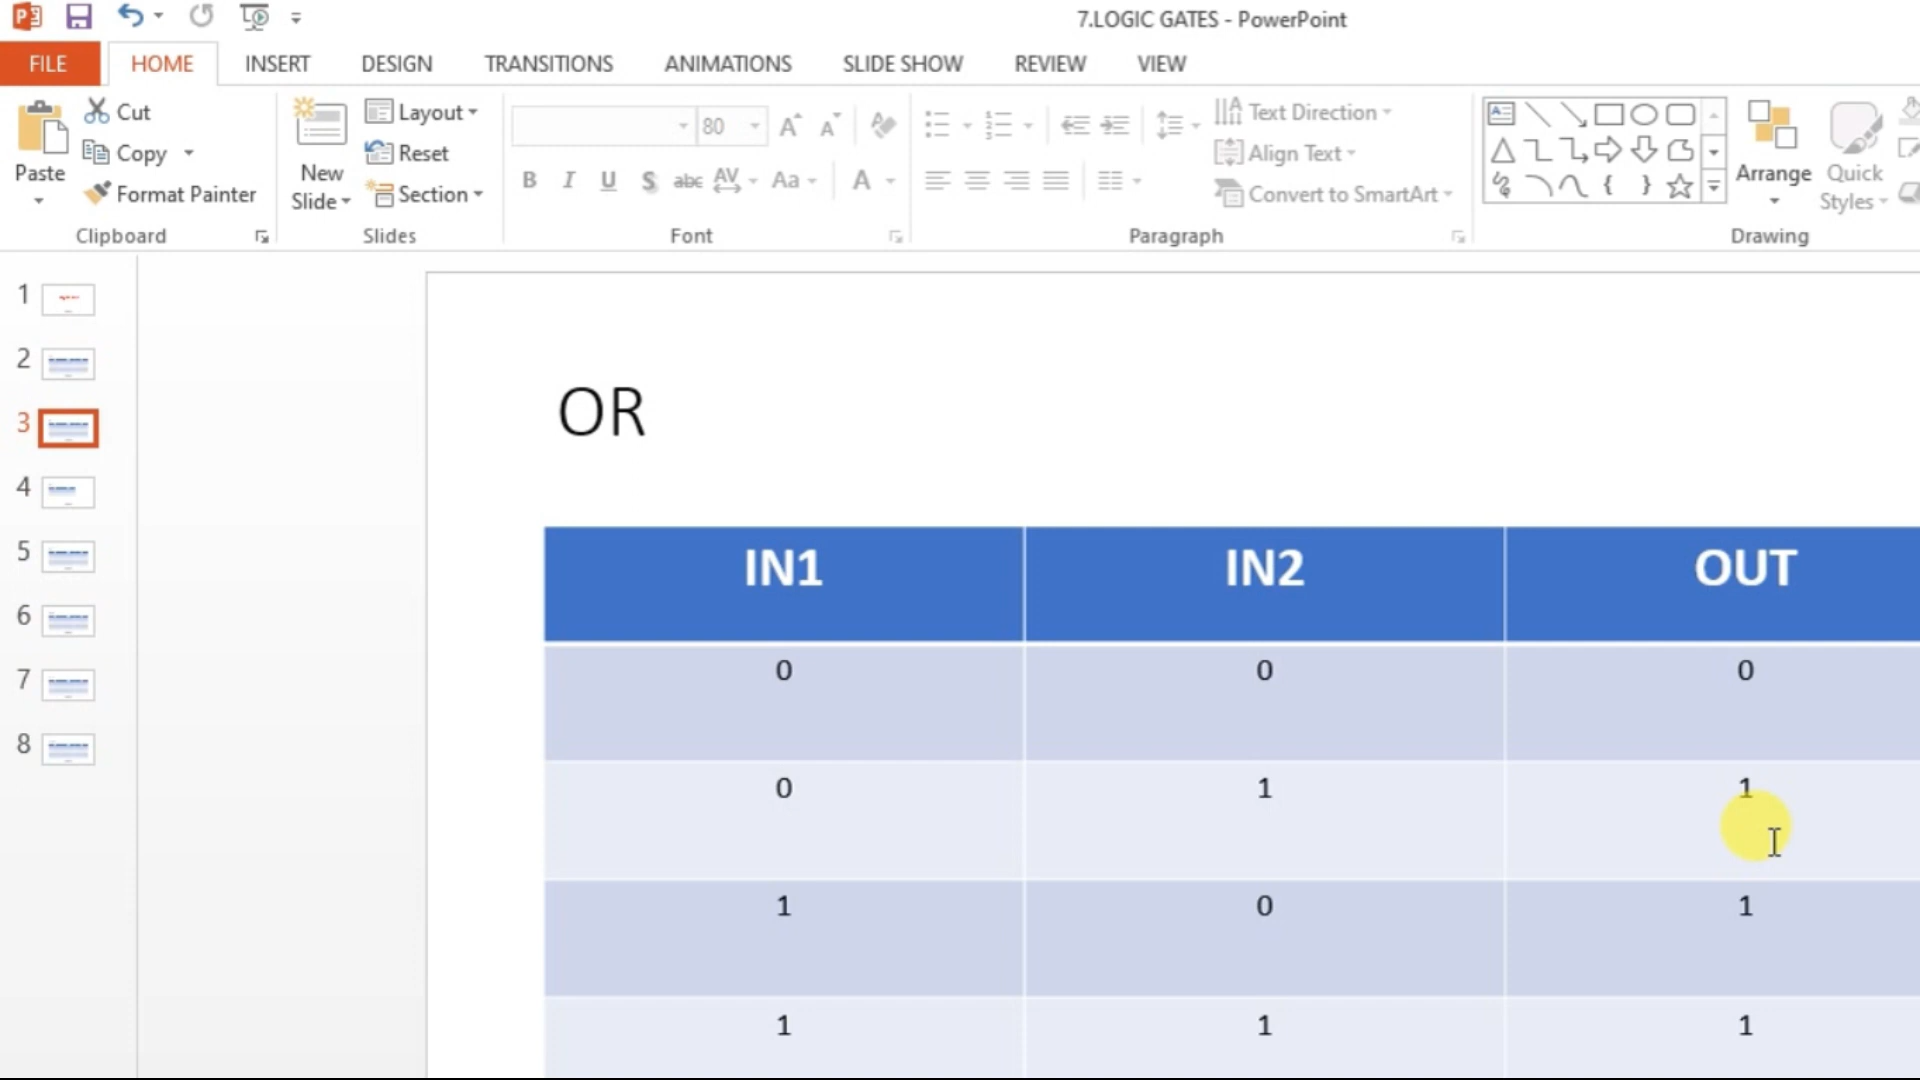 7.LOGIC GATES - PowerPoint
FILE HOME INSERT DESIGN TRANSITIONS ANIMATIONS SLIDE SHOW REVIEW VIEW
Paste
Cut
Copy
Format Painter
Clipboard
New
Slide
Layout
Reset
Section
Slides
80
B I U S abc AV Aa A
Font
Text Direction
Align Text
Convert to SmartArt
Paragraph
Arrange
Quick
Styles
Drawing
1
2
3
4
5
6
7
8
OR
IN1 IN2 OUT
0 0 0
0 1 1
1 0 1
1 1 1